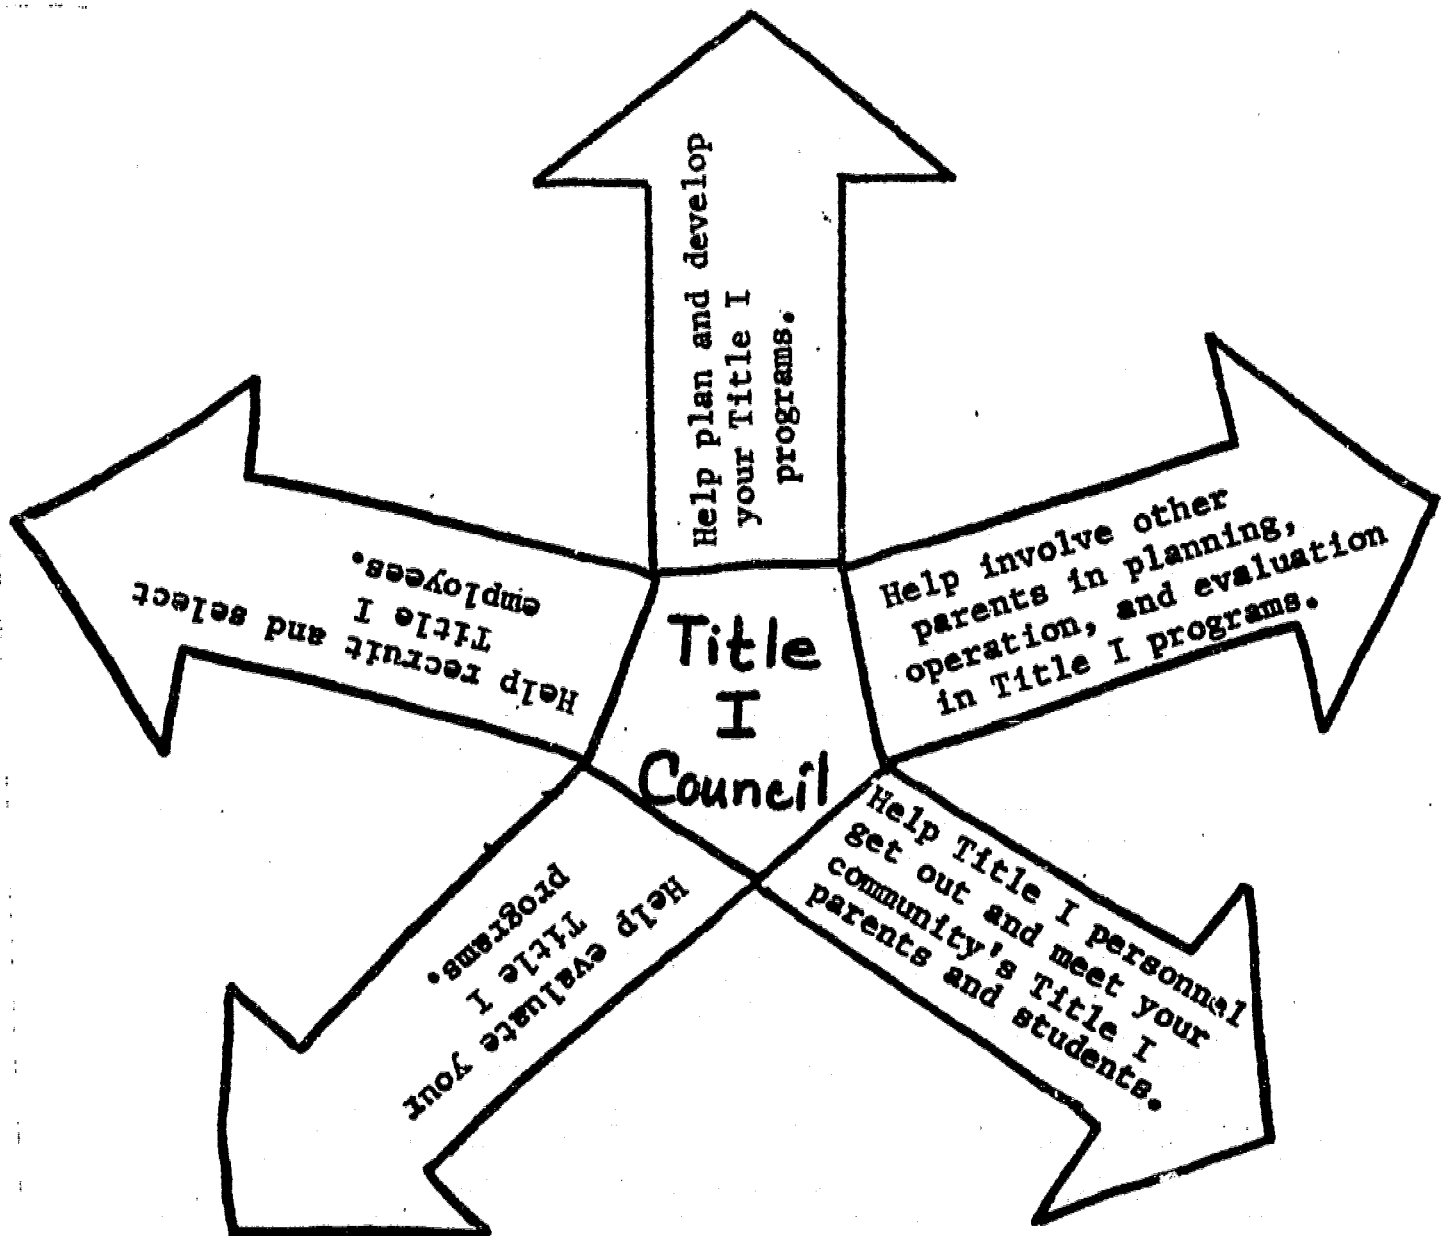 Help plan and develop
your Title I
programs.
Help involve other
parents in planning,
operation, and evaluation
in Title I programs.
Help Title I personnel
get out and meet your
community's Title I
parents and students.
Help evaluate your
Title I
programs.
Help recruit and select
Title I
employees.
Title
I
Council